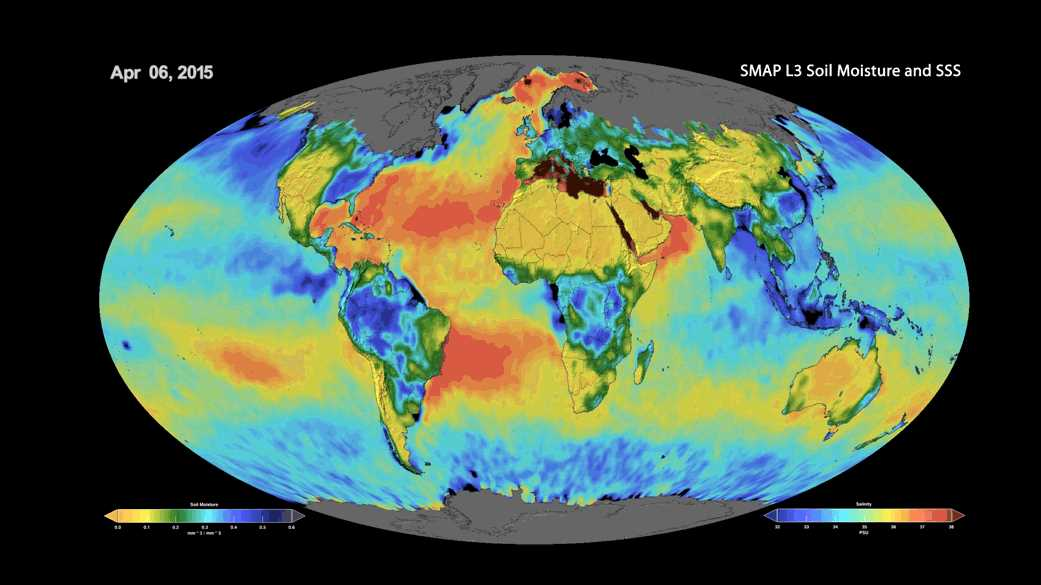 Apr 06, 2015
SMAP L3 Soil Moisture and SSS
Soil Moisture
0.0 0.1 0.2 0.3 0.4 0.5 0.6
Salinity
32 33 34 35 36 37 38
PSU